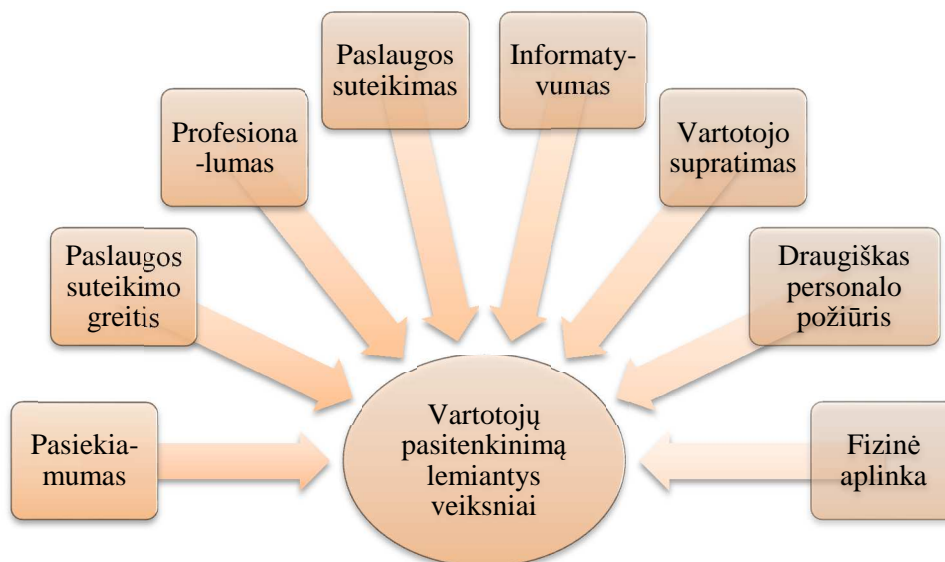 Paslaugos
suteikimas
Informaty-
vumas
Profesiona
-lumas
Vartotojo
supratimas
Paslaugos
suteikimo
greitis
Draugiškas
personalo
požiūris
Pasiekia-
mumas
Vartotojų
pasitenkinimą
lemiantys
veiksniai
Fizinė
aplinka